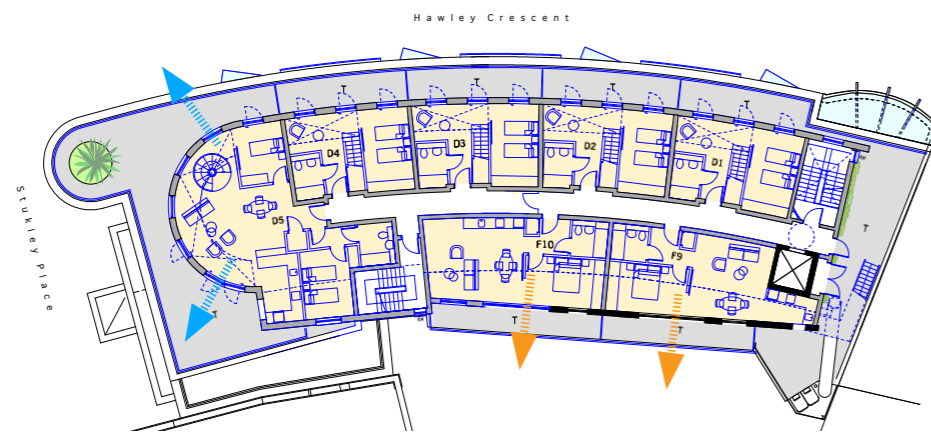 Hawley Crescent
T
T
T
T
D4
D3
D2
D1
Stukley Place
D5
F10
F9
T
T
T
T